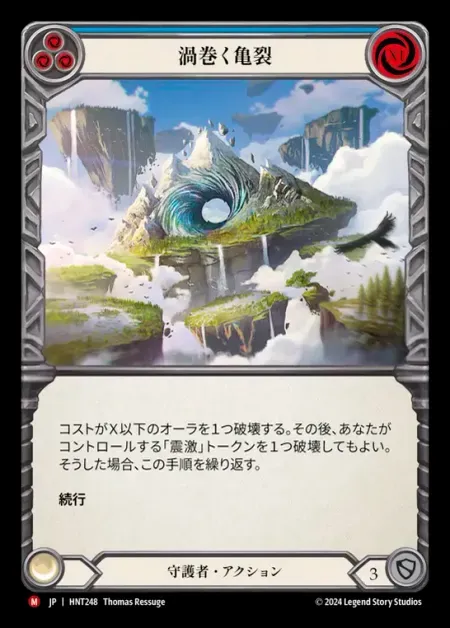 渦巻く亀裂
コストがX以下のオーラを1つ破壊する。その後、あなたが
コントロールする「震激」トークンを1つ破壊してもよい。
そうした場合、この手順を繰り返す。
続行
守護者・アクション
3
M JP | HNT248 Thomas Ressuge
© 2024 Legend Story Studios